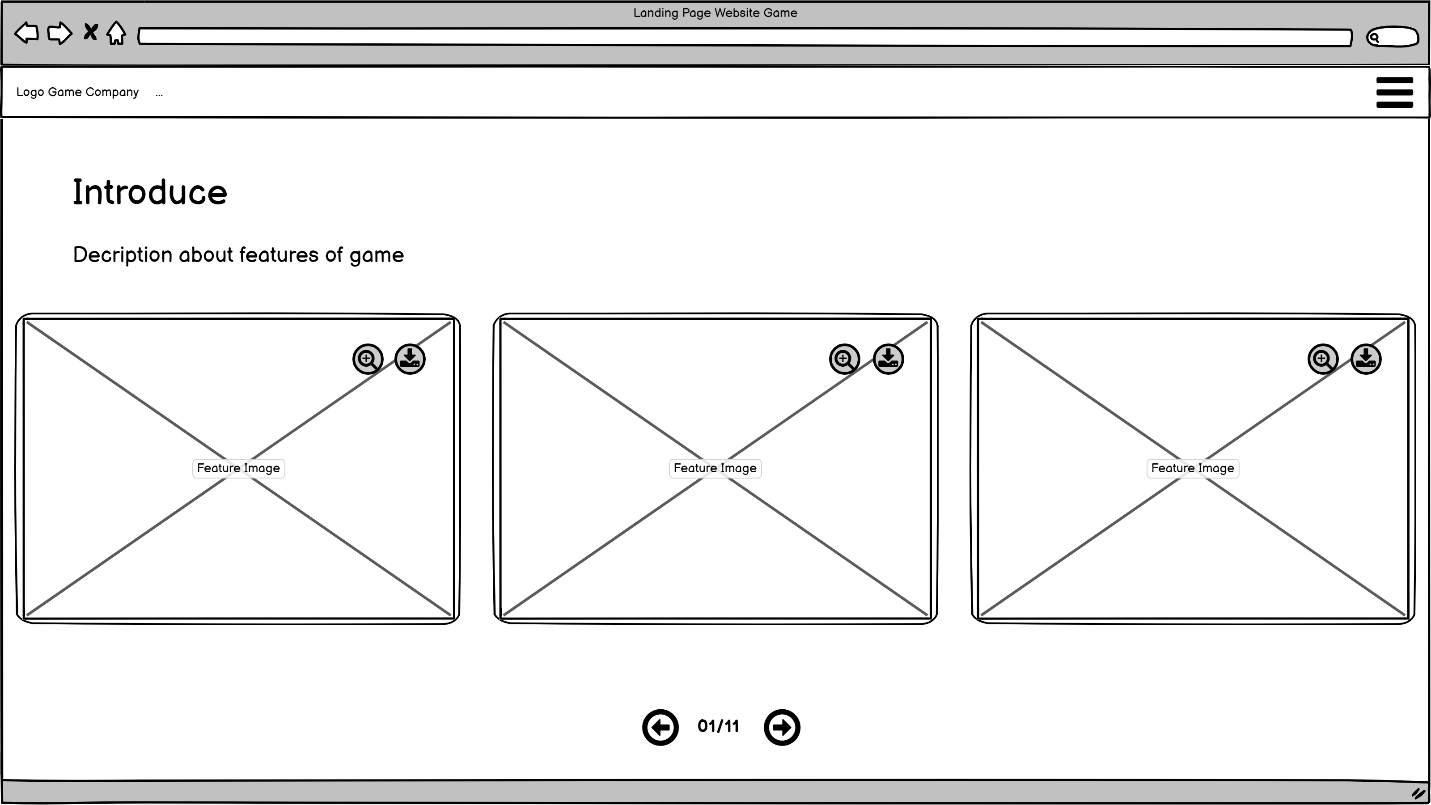 Landing Page Website Game
Logo Game Company ...
Introduce
Decription about features of game
Feature Image
Feature Image
Feature Image
01/11